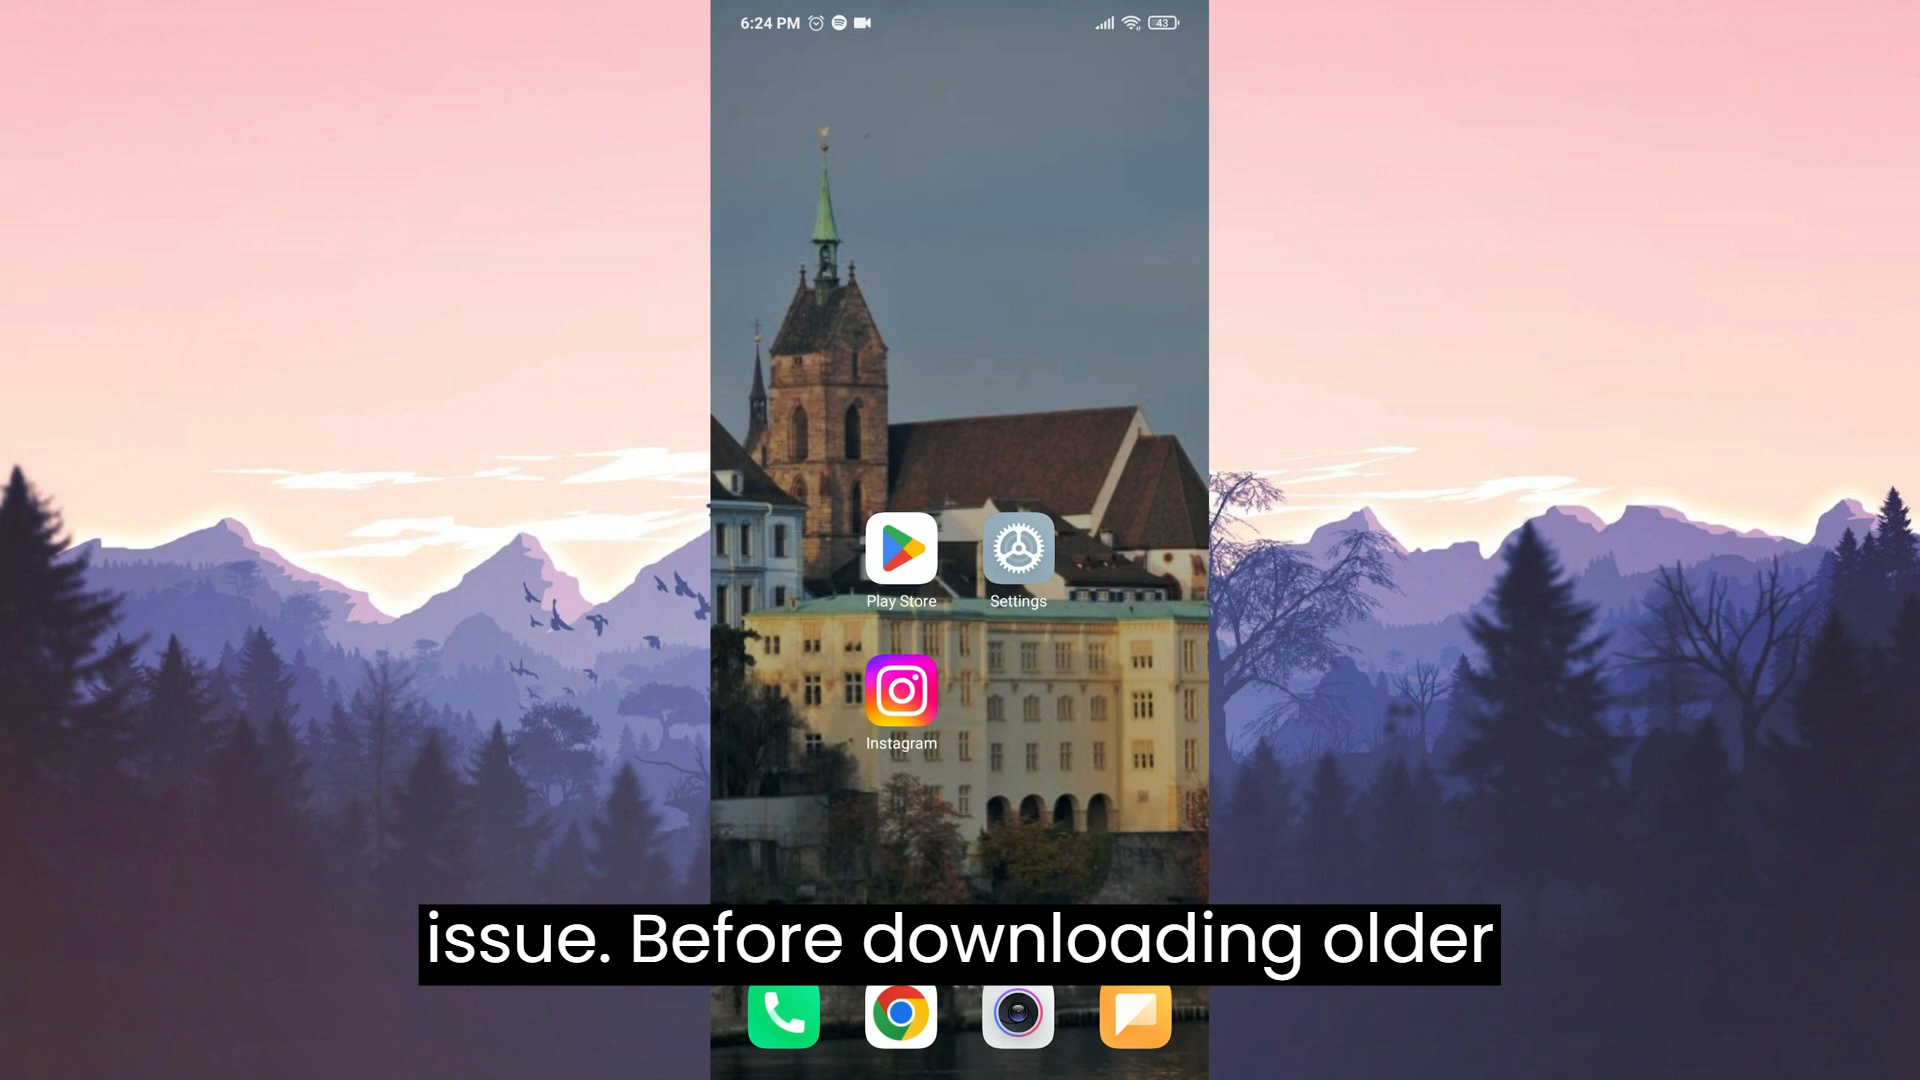 6:24 PM
43
Play Store
Settings
Instagram
issue. Before downloading older